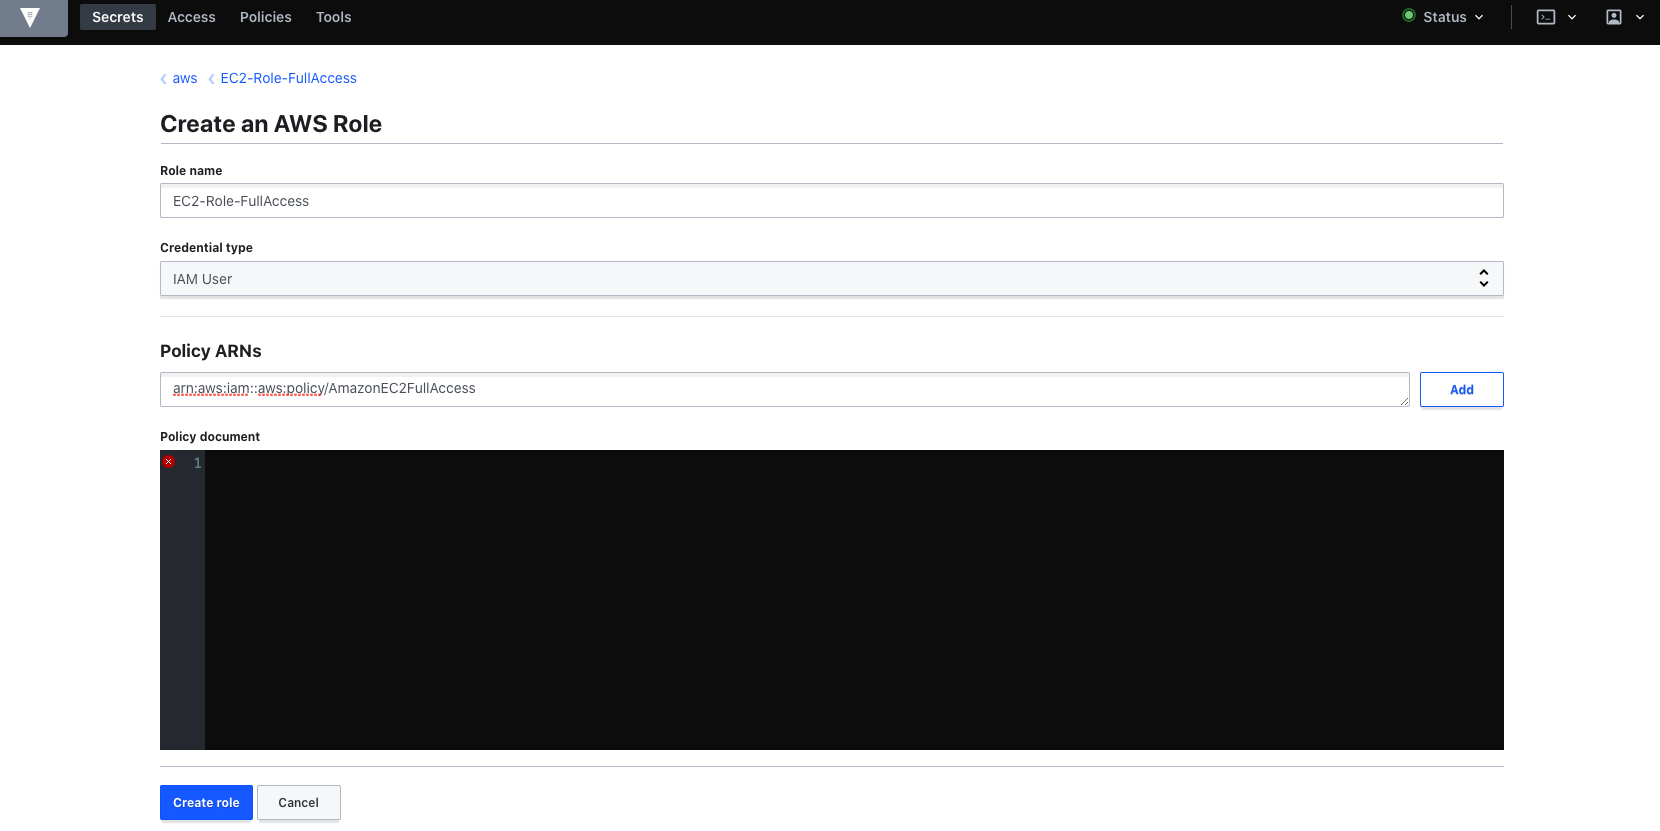 Secrets Access Policies Tools Status
aws EC2-Role-FullAccess
Create an AWS Role
Role name
EC2-Role-FullAccess
Credential type
IAM User
Policy ARNs
arn:aws:iam::aws:policy/AmazonEC2FullAccess Add
Policy document
1
Create role Cancel